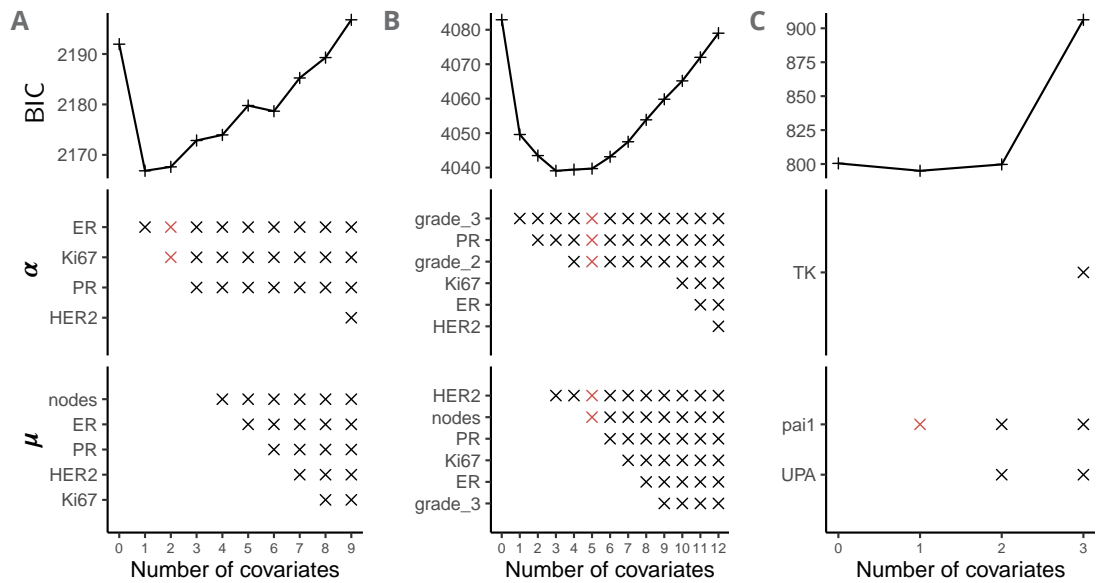 A
BIC
2190
2180
2170
α
ER
Ki67
PR
HER2
μ
nodes
ER
PR
HER2
Ki67
0 1 2 3 4 5 6 7 8 9
Number of covariates
B
4080
4070
4060
4050
4040
grade_3
PR
grade_2
Ki67
ER
HER2
HER2
nodes
PR
Ki67
ER
grade_3
0 1 2 3 4 5 6 7 8 9 10 11 12
Number of covariates
C
900
875
850
825
800
TK
pai1
UPA
0 1 2 3
Number of covariates